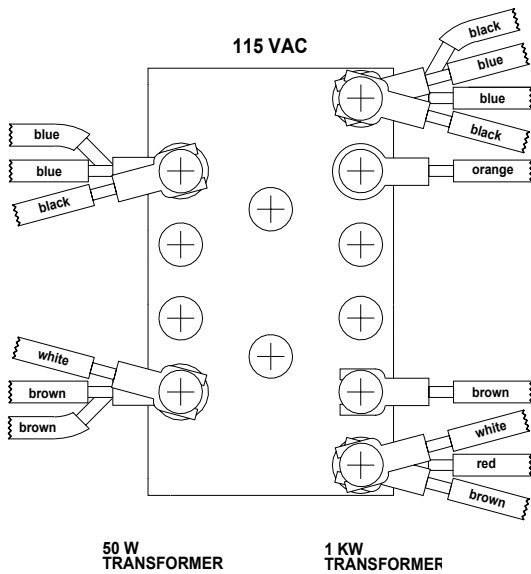 115 VAC
black
blue
blue
black
orange
blue
blue
black
white
brown
brown
brown
white
red
brown
50 W
TRANSFORMER
1 KW
TRANSFORMER